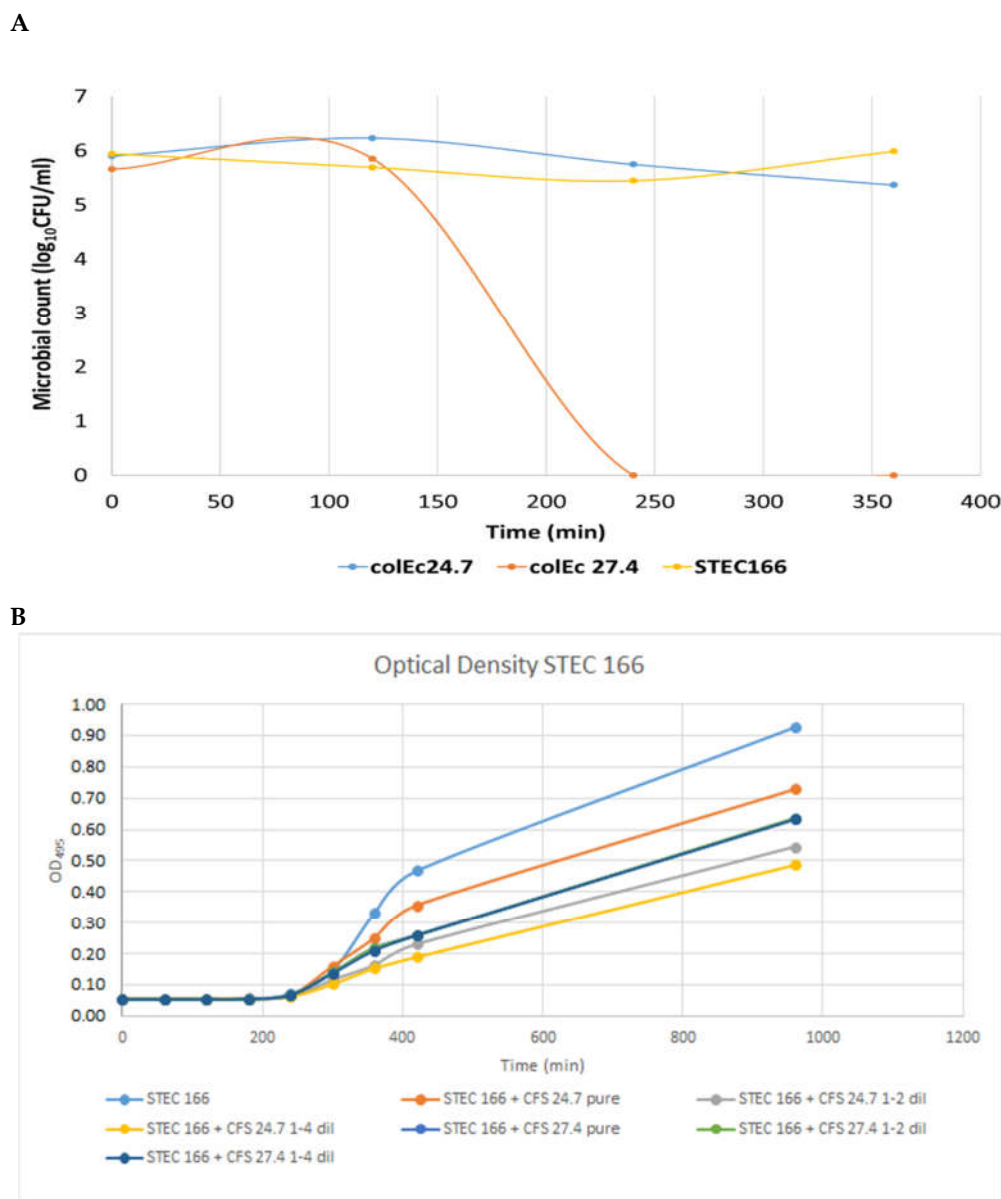 A
7
6
5
4
3
2
1
0
Microbial count (log10CFU/ml)
0 50 100 150 200 250 300 350 400
Time (min)
colEc24.7 colEc 27.4 STEC166
B
Optical Density STEC 166
1.00
0.90
0.80
0.70
0.60
0.50
0.40
0.30
0.20
0.10
0.00
OD495
0 200 400 600 800 1000 1200
Time (min)
STEC 166 STEC 166 + CFS 24.7 pure STEC 166 + CFS 24.7 1-2 dil
STEC 166 + CFS 24.7 1-4 dil STEC 166 + CFS 27.4 pure STEC 166 + CFS 27.4 1-2 dil
STEC 166 + CFS 27.4 1-4 dil